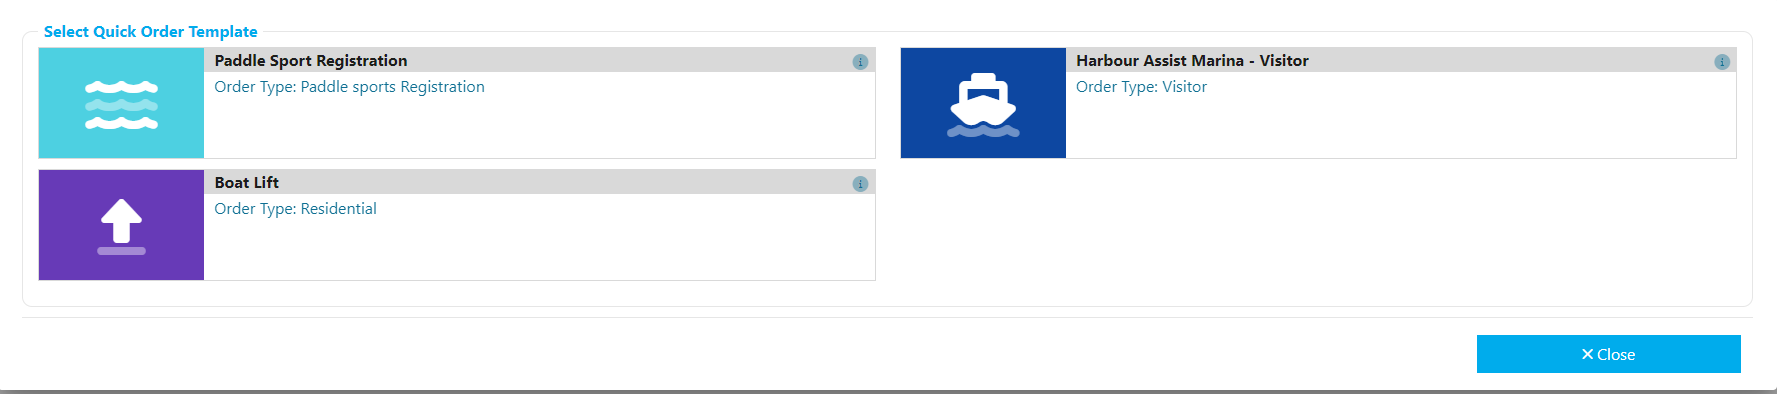 Select Quick Order Template
Paddle Sport Registration
Order Type: Paddle sports Registration
Harbour Assist Marina - Visitor
Order Type: Visitor
Boat Lift
Order Type: Residential
✕ Close